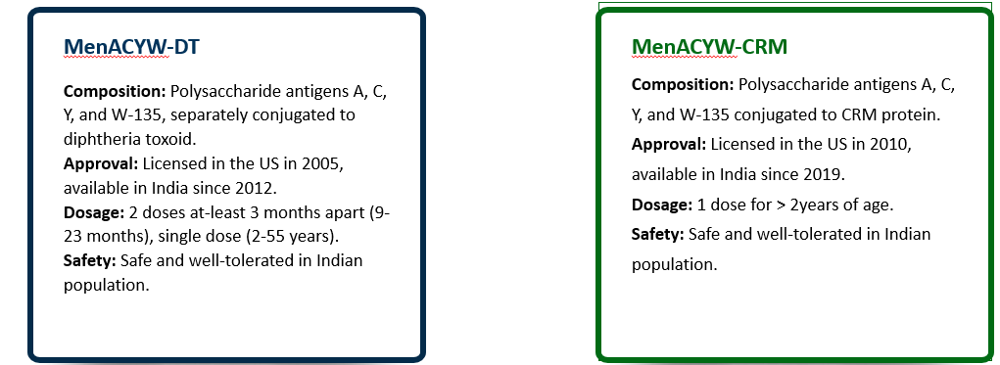 MenACYW-DT
Composition: Polysaccharide antigens A, C,
Y, and W-135, separately conjugated to
diphtheria toxoid.
Approval: Licensed in the US in 2005,
available in India since 2012.
Dosage: 2 doses at-least 3 months apart (9-
23 months), single dose (2-55 years).
Safety: Safe and well-tolerated in Indian
population.
MenACYW-CRM
Composition: Polysaccharide antigens A, C,
Y, and W-135 conjugated to CRM protein.
Approval: Licensed in the US in 2010,
available in India since 2019.
Dosage: 1 dose for > 2years of age.
Safety: Safe and well-tolerated in Indian
population.